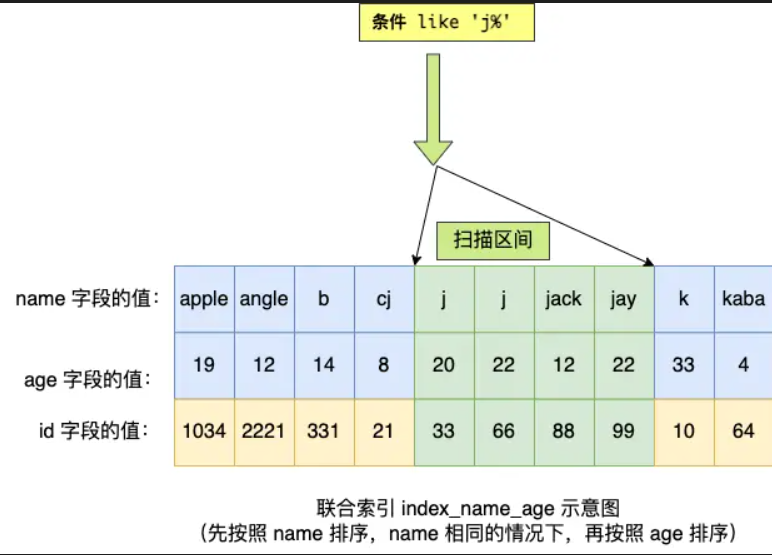 条件 like 'j%'
扫描区间
name 字段的值: apple angle b cj j j jack jay k kaba
age 字段的值: 19 12 14 8 20 22 12 22 33 4
id 字段的值: 1034 2221 331 21 33 66 88 99 10 64
联合索引 index_name_age 示意图
（先按照 name 排序，name 相同的情况下，再按照 age 排序）